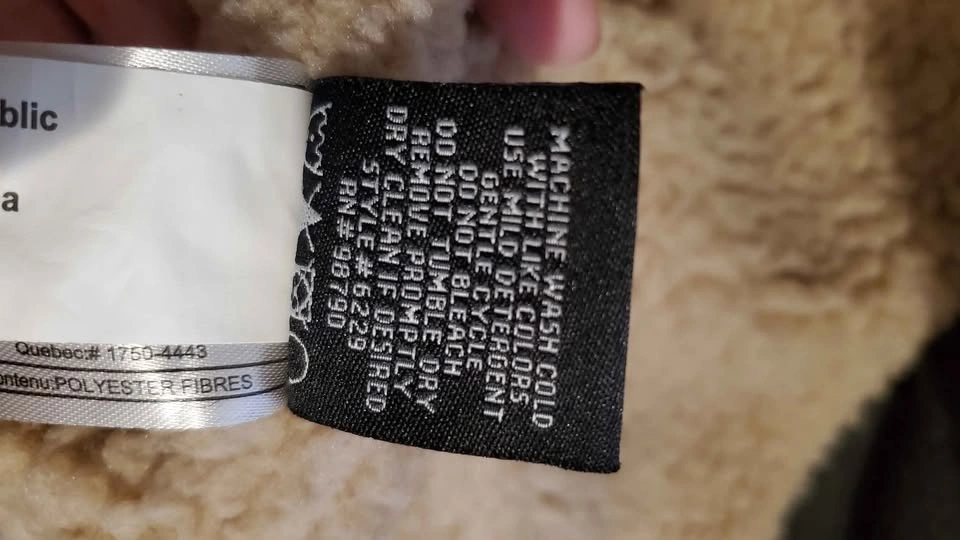 blic
a
Quebec:# 1750-4443
ontenu:POLYESTER FIBRES
MACHINE WASH COLD
WITH LIKE COLORS
USE MILD DETERGENT
GENTLE CYCLE
DO NOT BLEACH
DO NOT TUMBLE DRY
REMOVE PROMPTLY
DRY CLEAN IF DESIRED
STYLE # 6229
RN# 98790